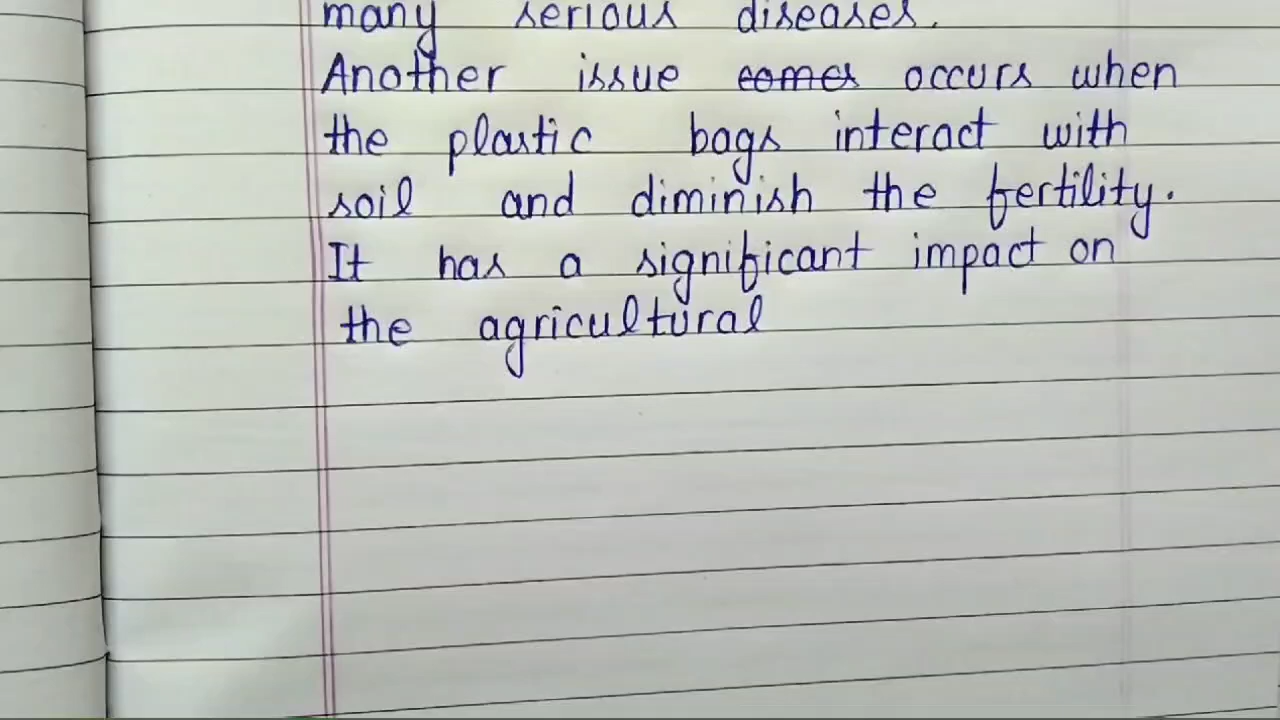 many serious diseases.
Another issue comes occurs when
the plastic bags interact with
soil and diminish the fertility.
It has a significant impact on
the agricultural